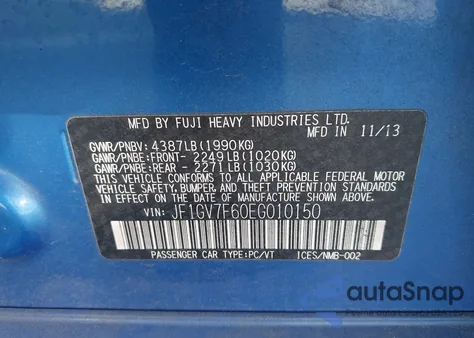 MFD BY FUJI HEAVY INDUSTRIES LTD.
PROD.IN 11/13
GVWR/PNBV: 4387LB(1990KG)
GAWR/PNBE:FRONT- 2249LB(1020KG)
GAWR/PNBE:REAR - 2271LB(1030KG)
THIS VEHICLE CONFORMS TO ALL APPLICABLE FEDERAL MOTOR
VEHICLE SAFETY, BUMPER, AND THEFT PREVENTION
STANDARDS IN EFFECT ON THE DATE OF MANUFACTURE SHOWN ABOVE.
VIN: JF1GV7F60EG010150
PASSENGER CAR TYPE:PC/VT ICES/NMB-002
autoSnap